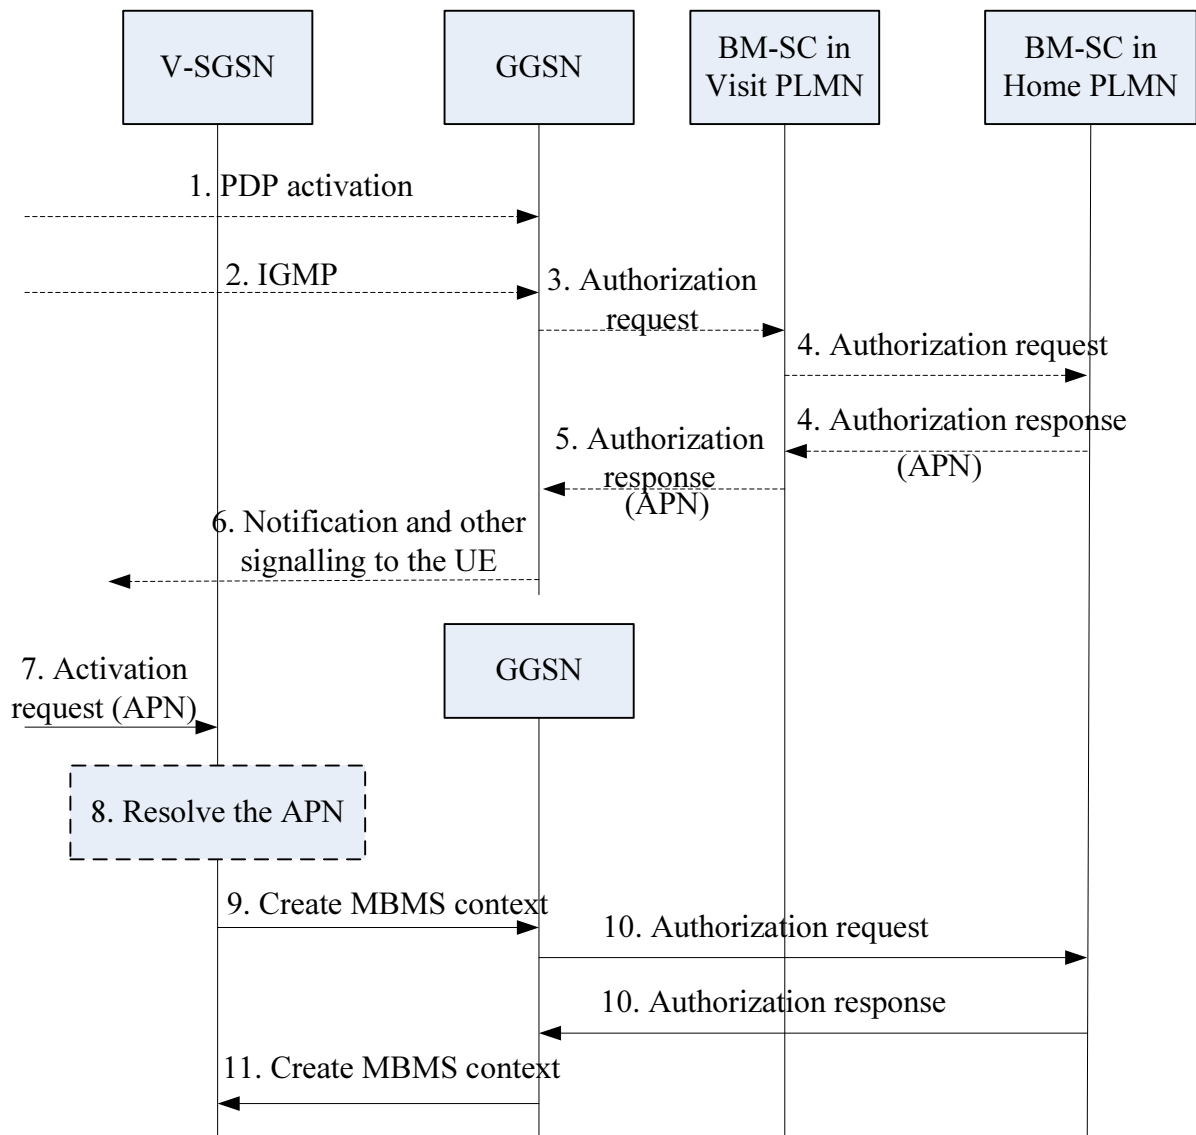 V-SGSN
GGSN
BM-SC in
Visit PLMN
BM-SC in
Home PLMN
1. PDP activation
2. IGMP
3. Authorization
request
4. Authorization request
4. Authorization response
(APN)
5. Authorization
response
(APN)
6. Notification and other
signalling to the UE
GGSN
7. Activation
request (APN)
8. Resolve the APN
9. Create MBMS context
10. Authorization request
10. Authorization response
11. Create MBMS context